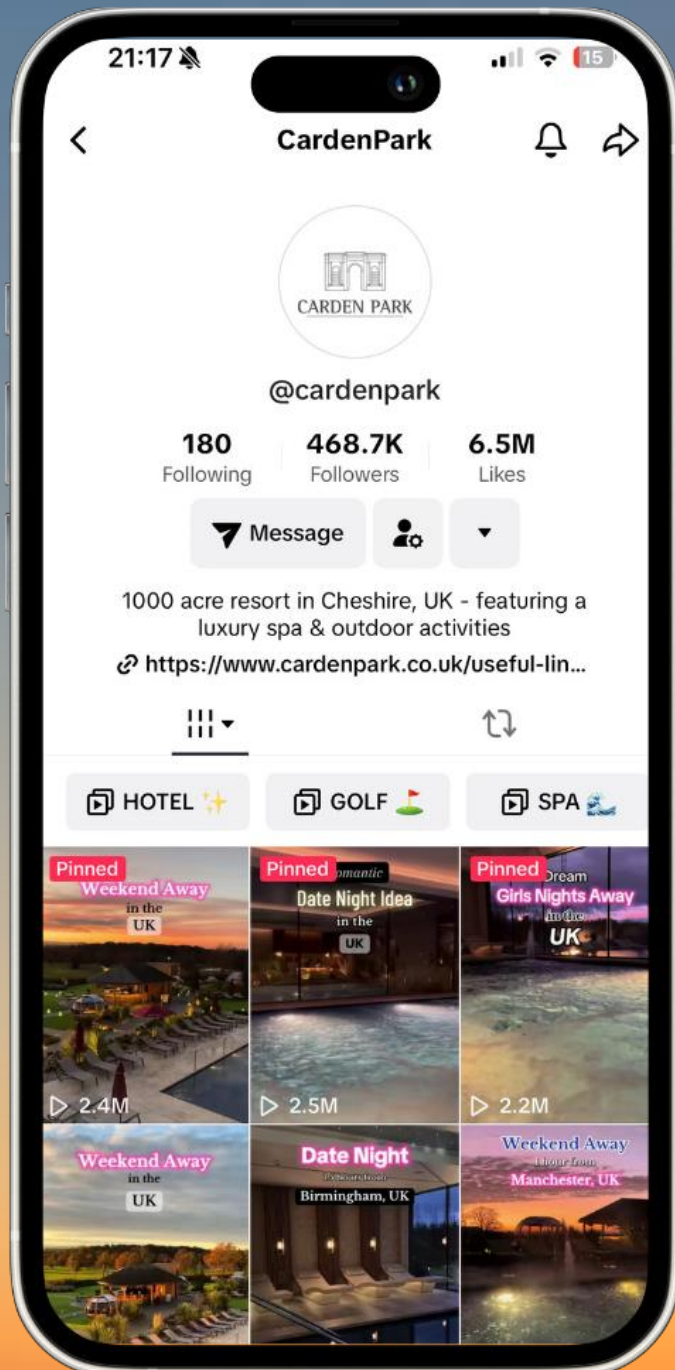 21:17
15
CardenPark
CARDEN PARK
@cardenpark
180 468.7K 6.5M
Following Followers Likes
Message
1000 acre resort in Cheshire, UK - featuring a
luxury spa & outdoor activities
https://www.cardenpark.co.uk/useful-lin...
HOTEL GOLF SPA
Pinned
Weekend Away
in the
UK
2.4M
Pinned
Date Night Idea
in the
UK
2.5M
Pinned
Dream
Girls Nights Away
in the
UK
2.2M
Weekend Away
in the
UK
Date Night
Birmingham, UK
Weekend Away
1 hour from
Manchester, UK